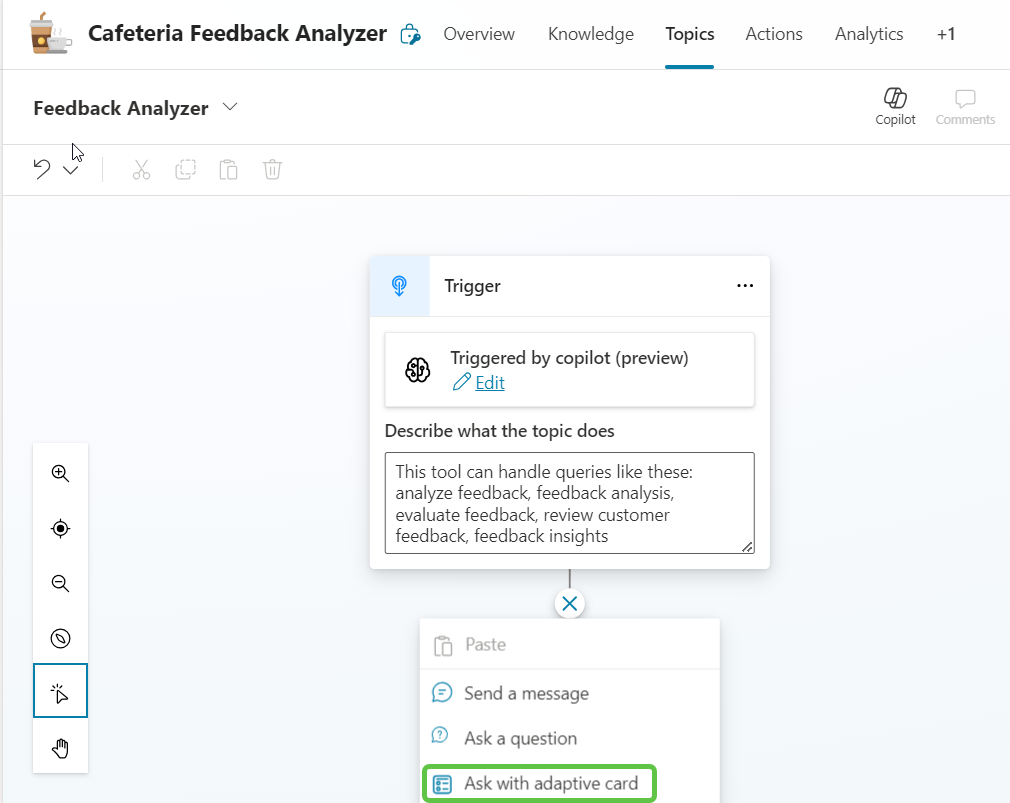 Cafeteria Feedback Analyzer
Overview
Knowledge
Topics
Actions
Analytics
+1
Feedback Analyzer
Copilot
Comments
Trigger
Triggered by copilot (preview)
Edit
Describe what the topic does
This tool can handle queries like these:
analyze feedback, feedback analysis,
evaluate feedback, review customer
feedback, feedback insights
Paste
Send a message
Ask a question
Ask with adaptive card